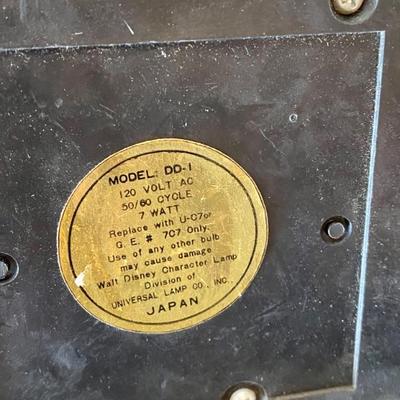 MODEL: DD-1
120 VOLT AC
50/60 CYCLE
7 WATT
Replace with U-C7or
G. E. # 7C7 Only.
Use of any other bulb
may cause damage
Walt Disney Character Lamp
Division of
UNIVERSAL LAMP CO., INC.
JAPAN